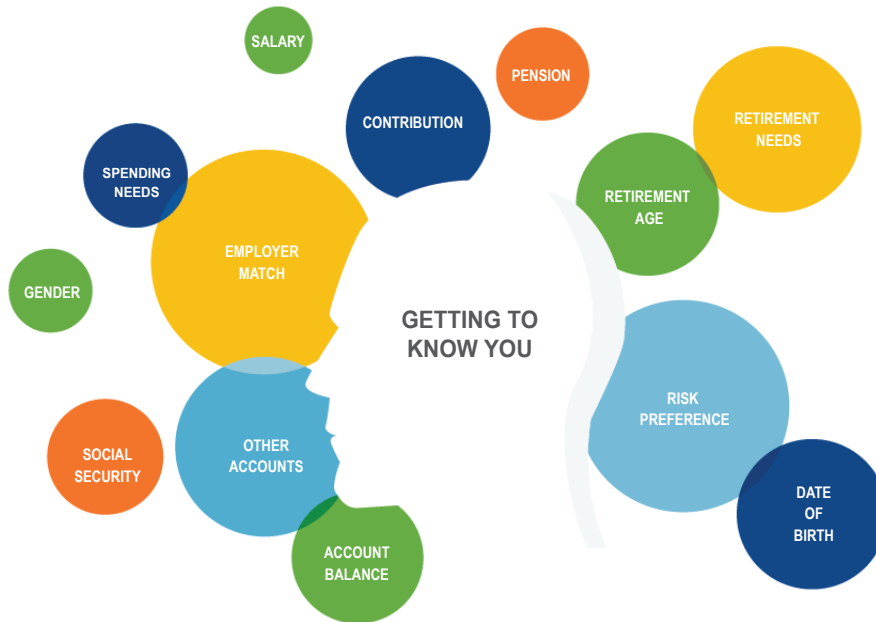 SALARY
PENSION
CONTRIBUTION
RETIREMENT
NEEDS
SPENDING
NEEDS
RETIREMENT
AGE
EMPLOYER
MATCH
GENDER
GETTING TO
KNOW YOU
RISK
PREFERENCE
SOCIAL
SECURITY
OTHER
ACCOUNTS
DATE
OF
BIRTH
ACCOUNT
BALANCE